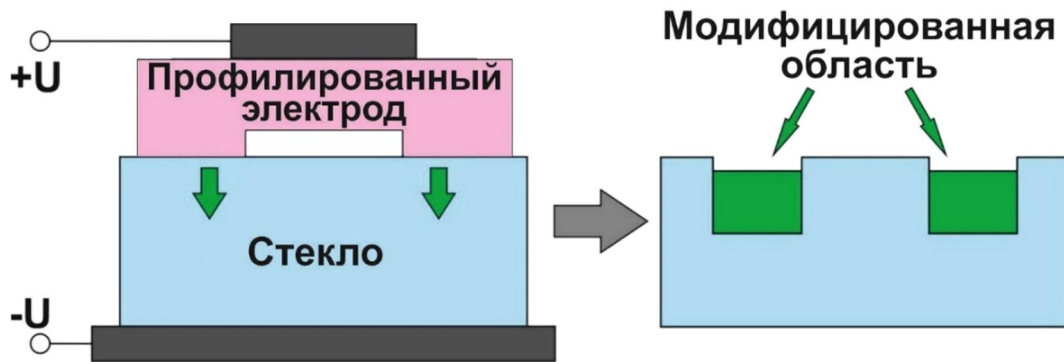 +U
Профилированный
электрод
Стекло
-U
Модифицированная
область